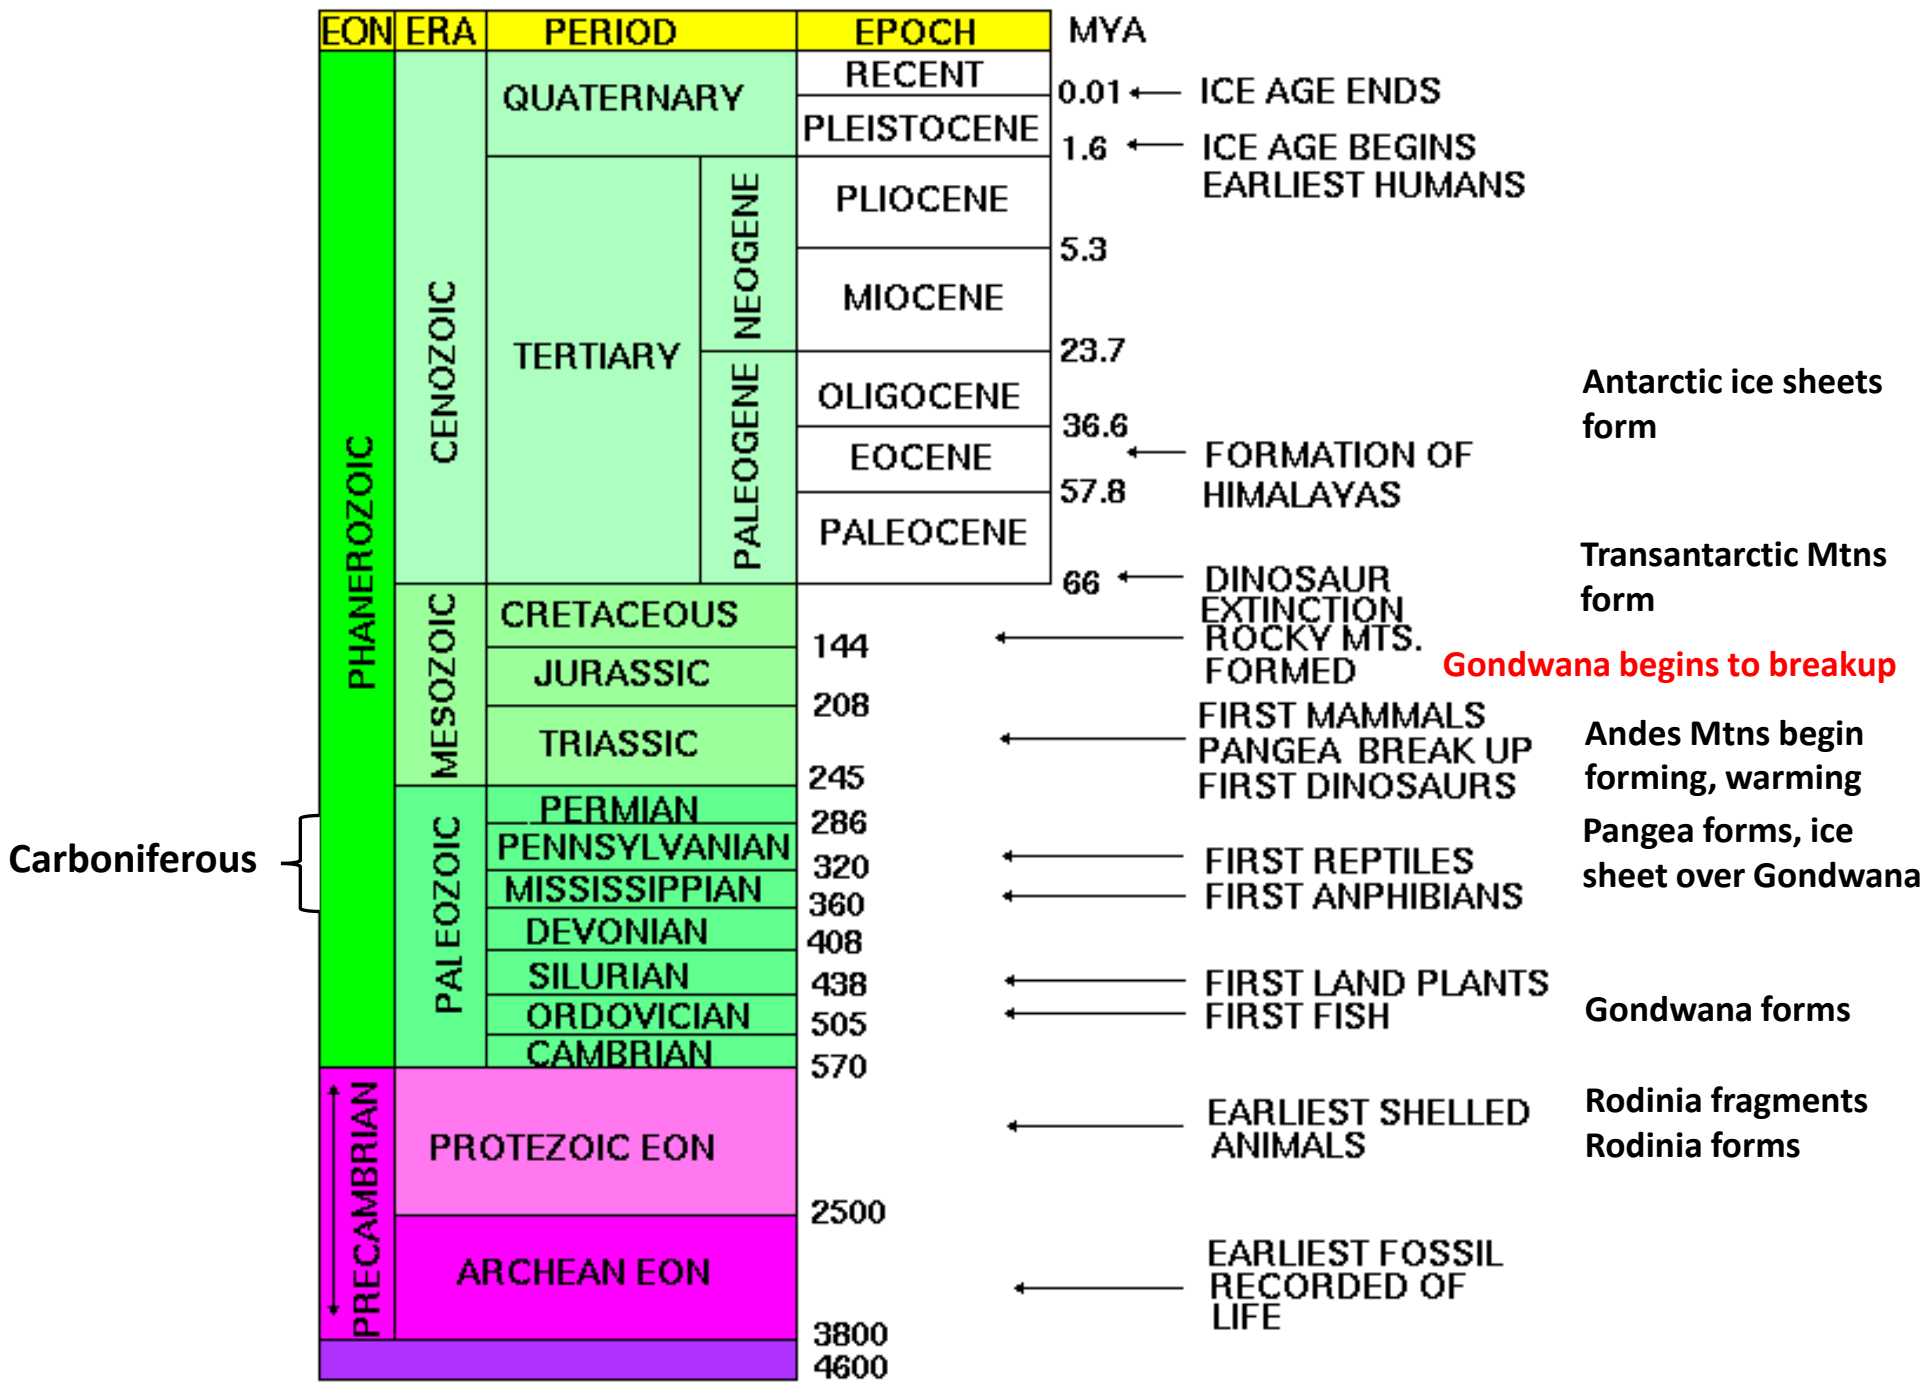 EON ERA PERIOD EPOCH MYA
RECENT
QUATERNARY
0.01
ICE AGE ENDS
PLEISTOCENE
1.6
ICE AGE BEGINS
EARLIEST HUMANS
PLIOCENE
NEOGENE
5.3
MIOCENE
CENOZOIC
TERTIARY
23.7
Antarctic ice sheets
form
OLIGOCENE
PALEOGENE
36.6
EOCENE
FORMATION OF
HIMALAYAS
57.8
PALEOCENE
PHANEROZOIC
Transantarctic Mtns
form
66
DINOSAUR
EXTINCTION
CRETACEOUS
ROCKY MTS.
FORMED
144
Gondwana begins to breakup
JURASSIC
MESOZOIC
208
FIRST MAMMALS
PANGEA BREAK UP
FIRST DINOSAURS
Andes Mtns begin
forming, warming
TRIASSIC
245
PERMIAN
286
Pangea forms, ice
sheet over Gondwana
Carboniferous
PENNSYLVANIAN
320
FIRST REPTILES
MISSISSIPPIAN
360
FIRST ANPHIBIANS
PALEOZOIC
DEVONIAN
408
SILURIAN
438
FIRST LAND PLANTS
ORDOVICIAN
505
FIRST FISH
Gondwana forms
CAMBRIAN
570
PRECAMBRIAN
PROTEZOIC EON
EARLIEST SHELLED
ANIMALS
Rodinia fragments
Rodinia forms
2500
ARCHEAN EON
EARLIEST FOSSIL
RECORDED OF
LIFE
3800
4600